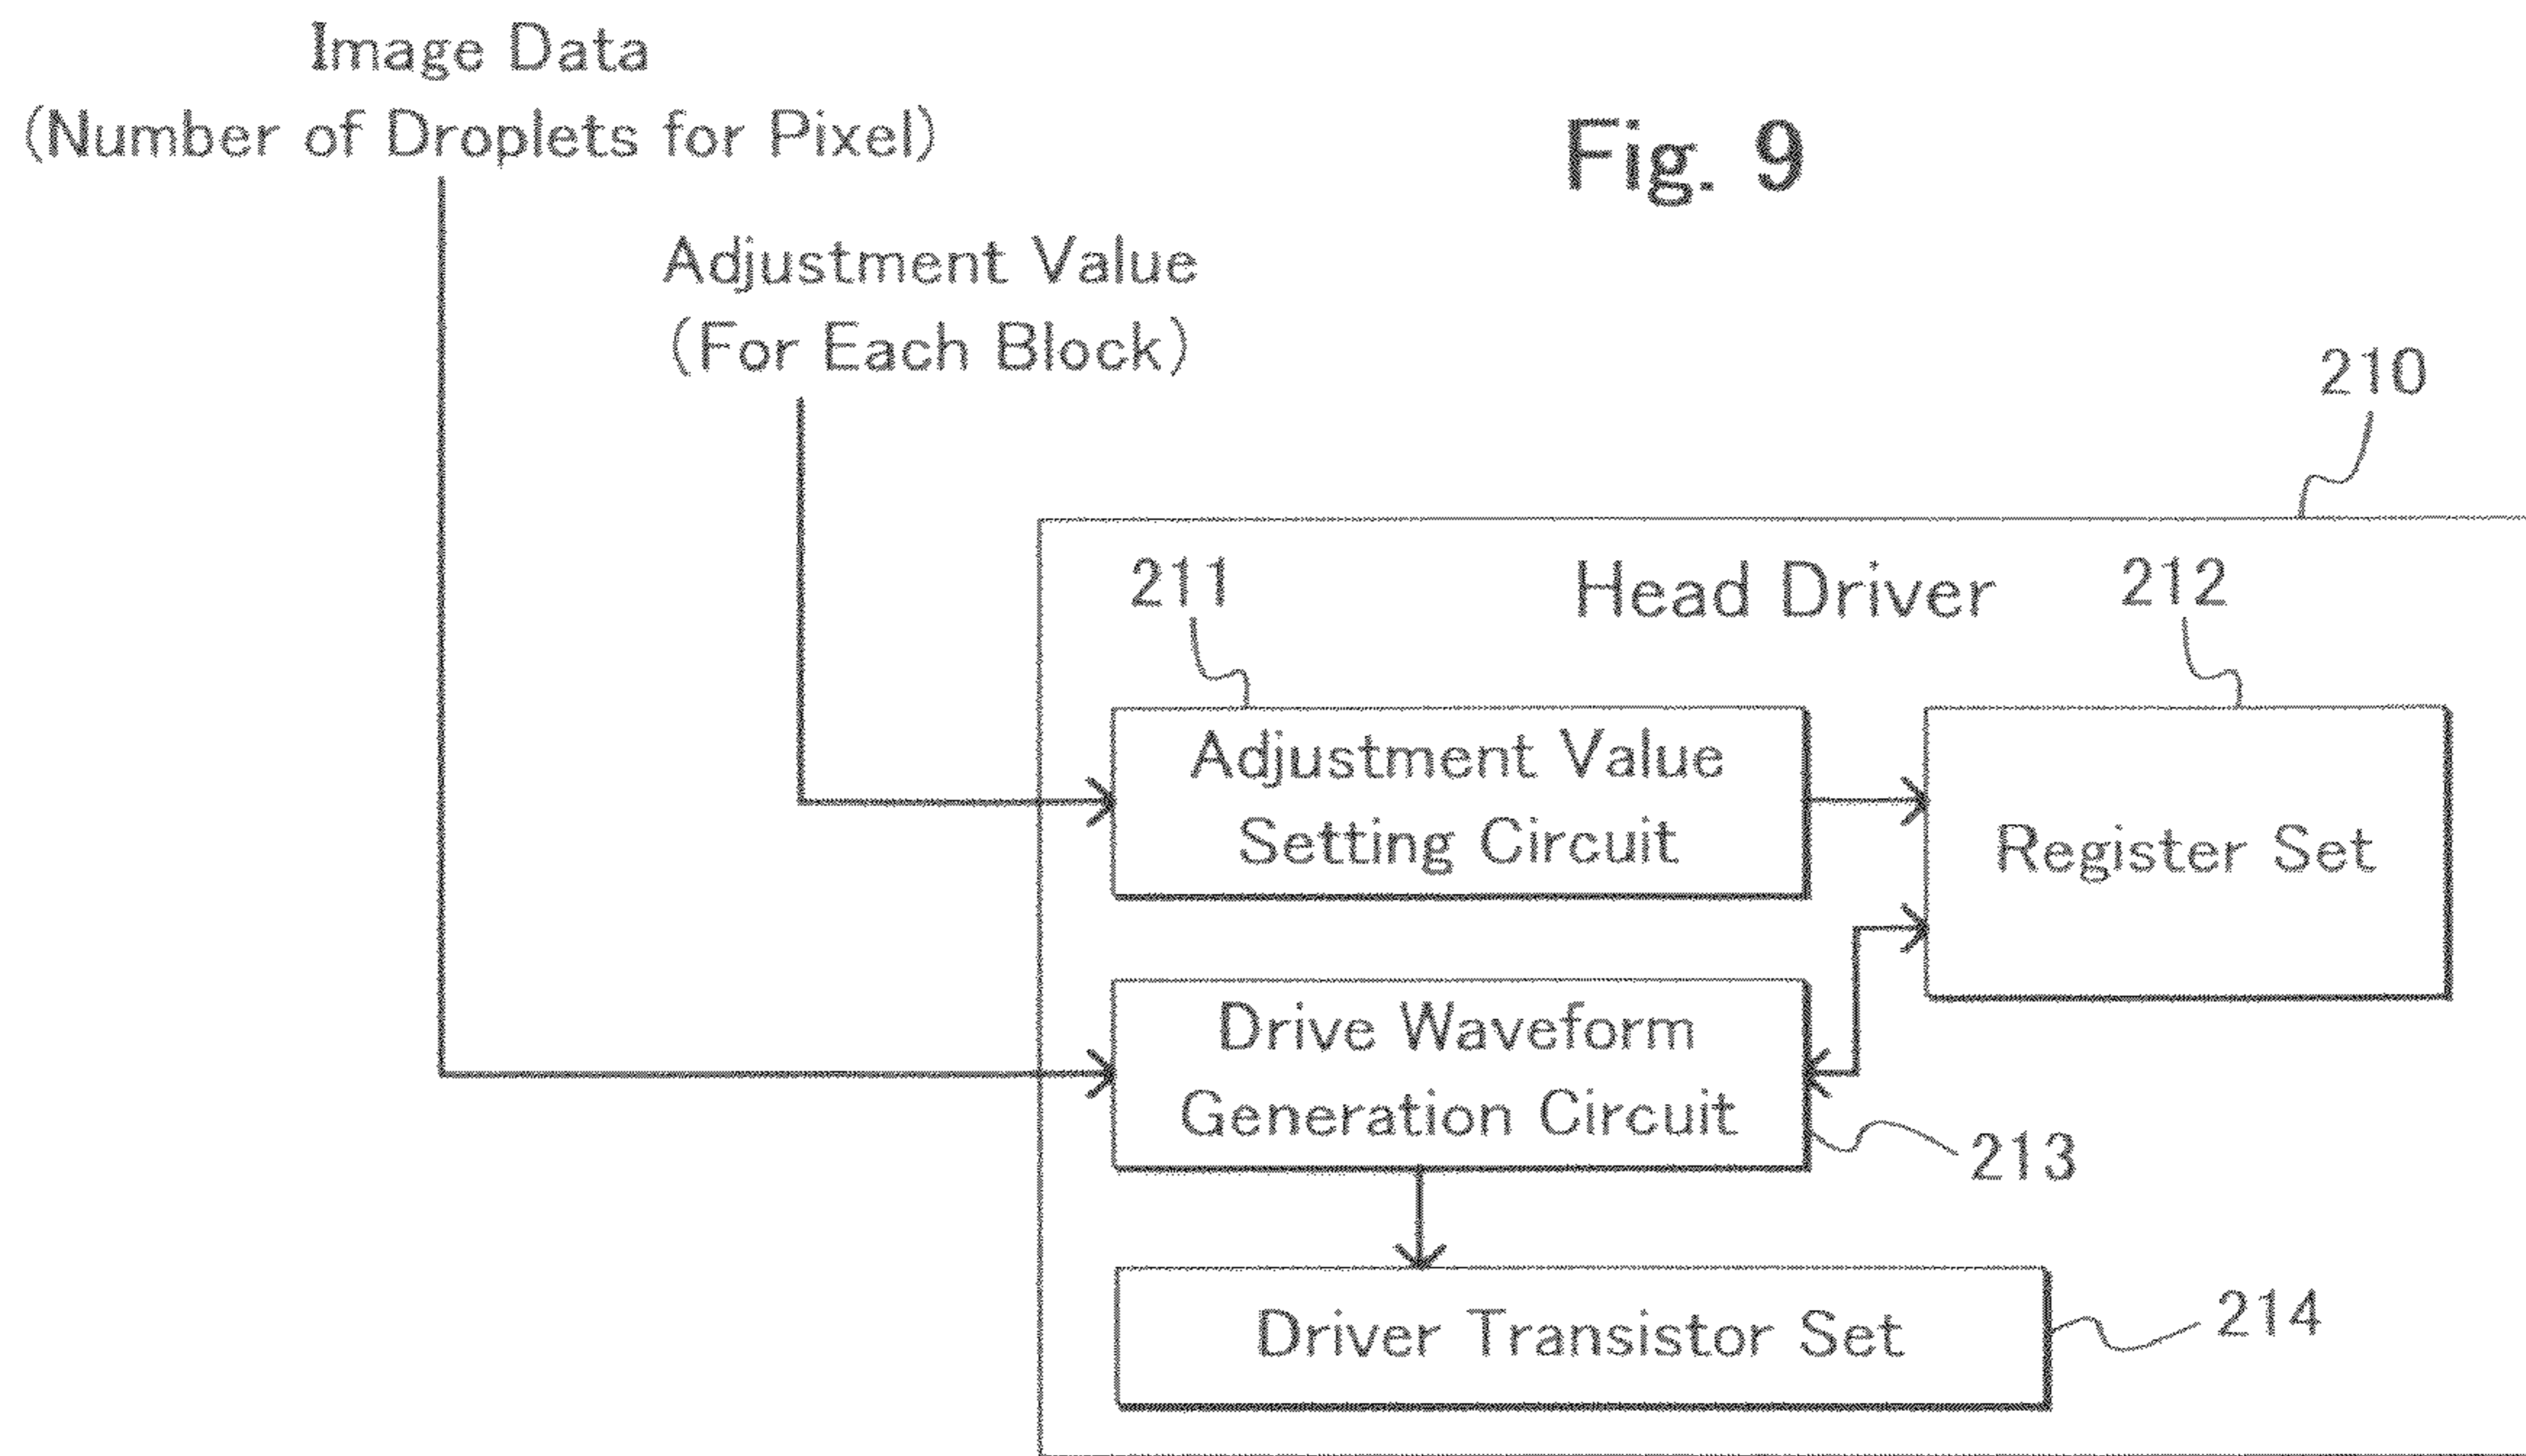 Image Data
(Number of Droplets for Pixel)
Fig. 9
Adjustment Value
(For Each Block)
210
Head Driver
211
212
Adjustment Value
Setting Circuit
Register Set
Drive Waveform
Generation Circuit
213
Driver Transistor Set
214